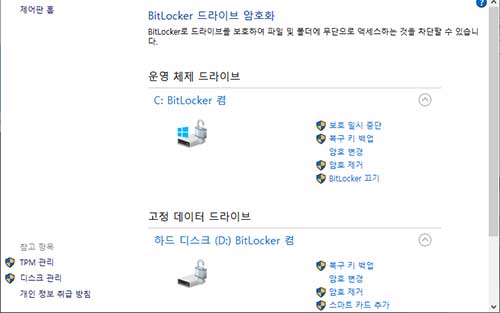 제어판 홈
BitLocker 드라이브 암호화
BitLocker로 드라이브를 보호하여 파일 및 폴더에 무단으로 액세스하는 것을 차단할 수 있습니
다.
운영 체제 드라이브
C: BitLocker 켬
보호 일시 중단
복구 키 백업
암호 변경
암호 제거
BitLocker 끄기
고정 데이터 드라이브
하드 디스크 (D:) BitLocker 켬
복구 키 백업
암호 변경
암호 제거
스마트 카드 추가
참고 항목
TPM 관리
디스크 관리
개인 정보 취급 방침